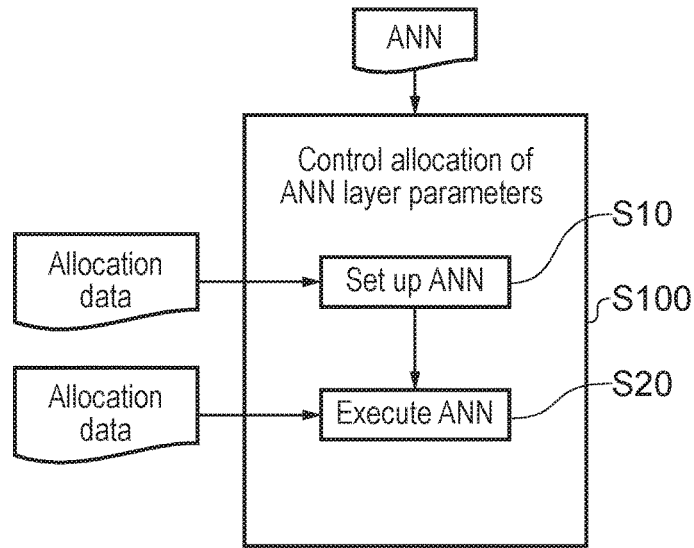 ANN
Control allocation of
ANN layer parameters
S10
Allocation
data
Set up ANN
S100
S20
Allocation
data
Execute ANN